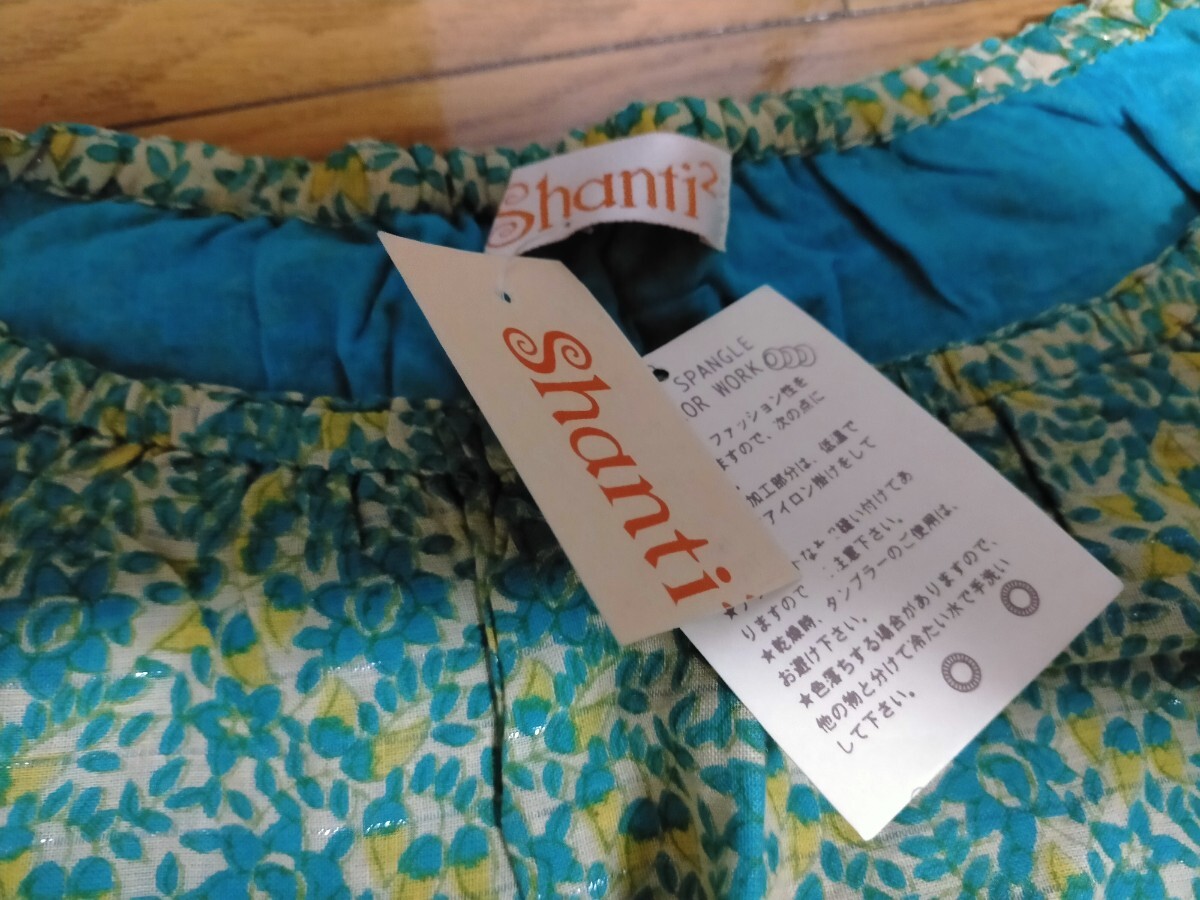 Shanti
Shanti
SPANGLE
OR WORK
ファッション性を
ますので、次の点に
加工部分は、低温で
アイロン掛けをして
縫い付けてあ
りますので
注意下さい。
★乾燥時、タンブラーのご使用は、
お避け下さい。
★色落ちする場合がありますので、
他の物と分けて冷たい水で手洗い
して下さい。